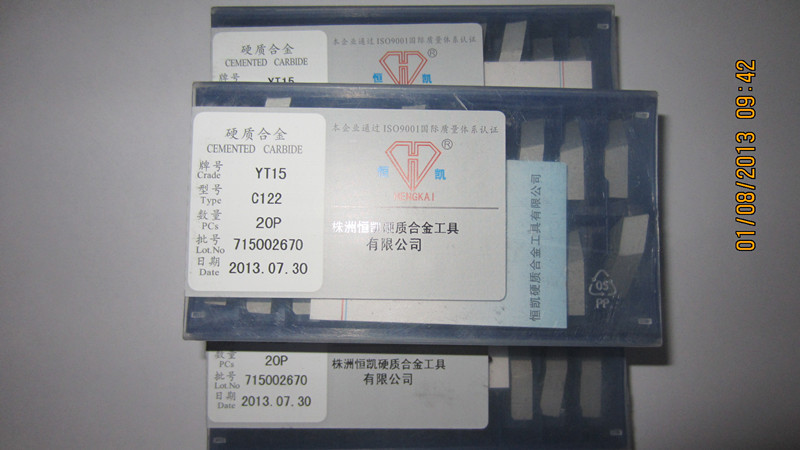 硬质合金
CEMENTED CARBIDE
牌号 YT15
本企业通过ISO9001国际质量体系认证
恒 凯 ®
硬质合金
CEMENTED CARBIDE
牌号 YT15
Crade
型号 C122
Type
数量 20P
PCs
批号 715002670
Lot.No
日期 2013.07.30
Date
本企业通过ISO9001国际质量体系认证
恒 凯 ®
HENGKAI
株洲恒凯硬质合金工具
有限公司
恒凯硬质合金工具有限公司
05
PP
数量 20P
PCs
批号 715002670
Lot.No
日期 2013.07.30
Date
株洲恒凯硬质合金工具
有限公司
01/08/2013 09:42